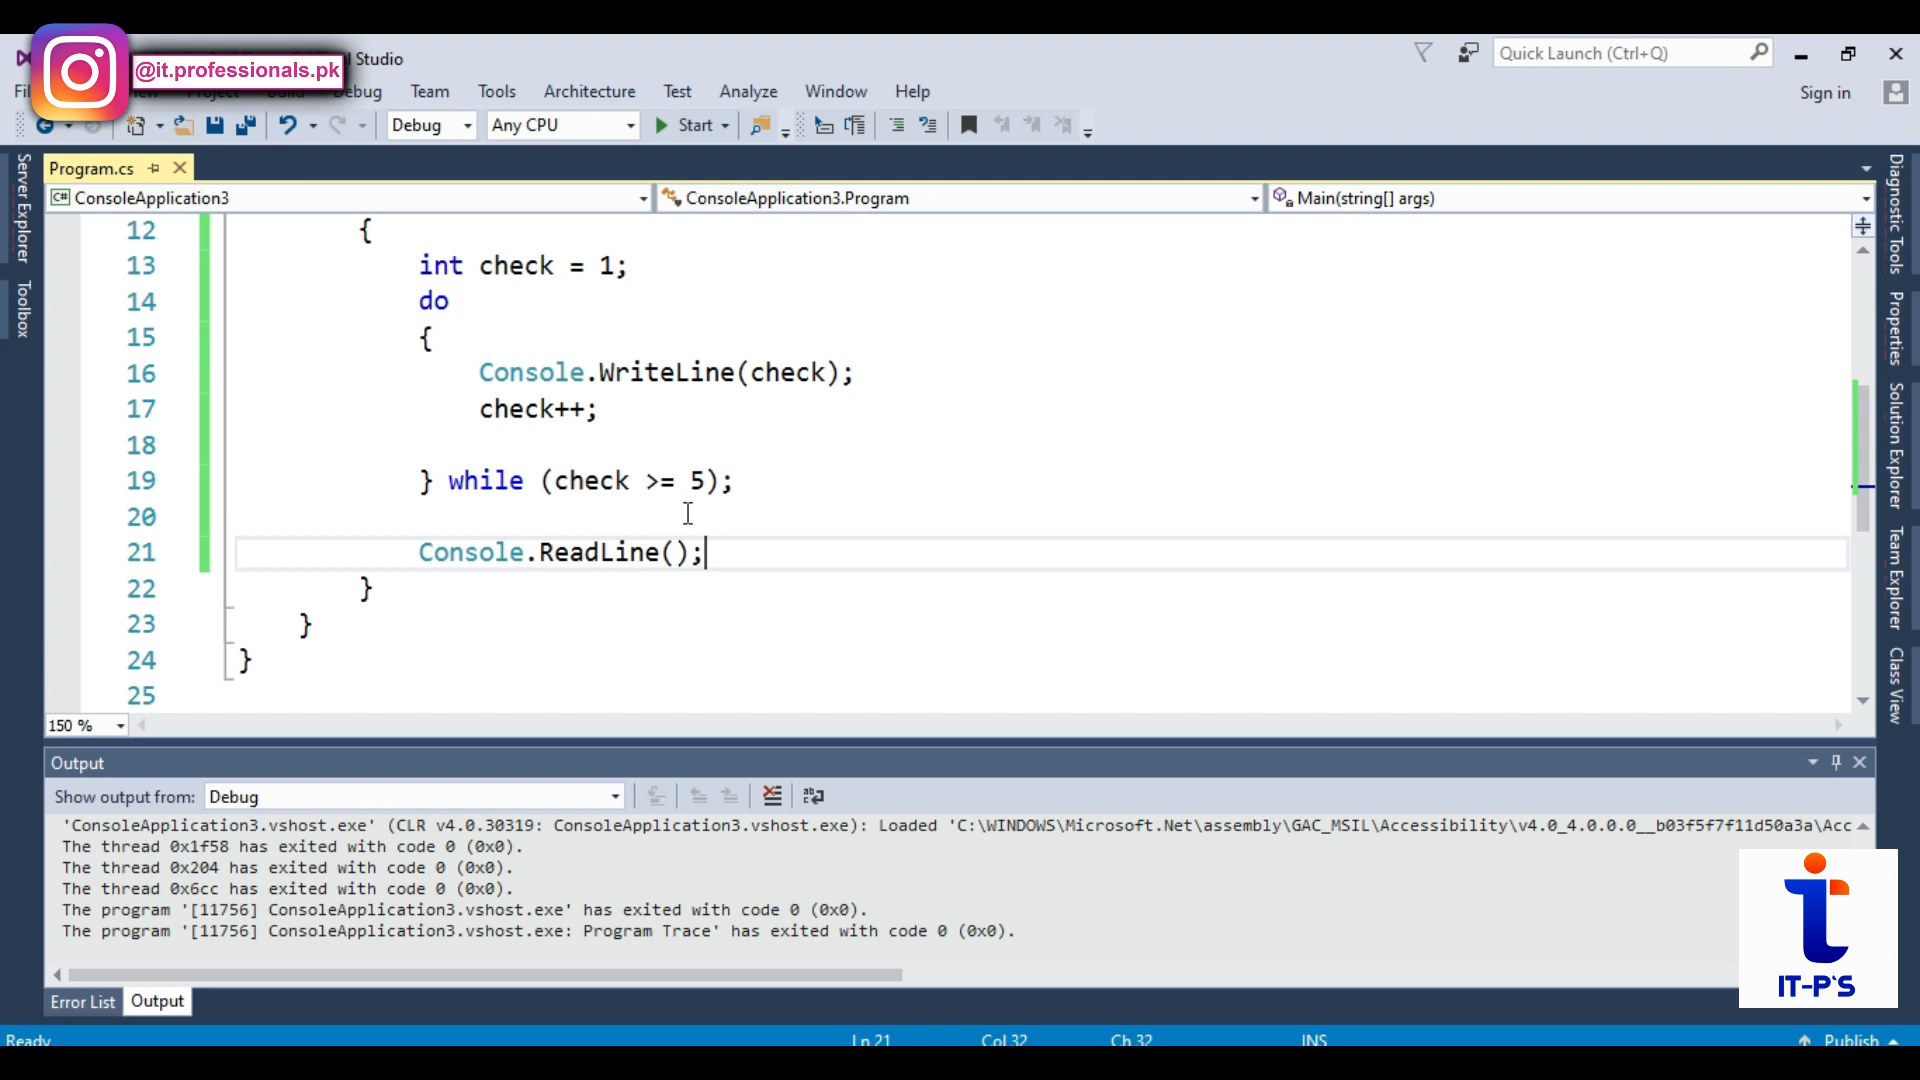 @it.professionals.pk
l Studio
Quick Launch (Ctrl+Q)
Debug Team Tools Architecture Test Analyze Window Help
Sign in
Debug Any CPU Start
Program.cs
ConsoleApplication3 ConsoleApplication3.Program Main(string[] args)
Server Explorer
Toolbox
Diagnostic Tools
Properties
Solution Explorer
Team Explorer
Class View
12 {
13 int check = 1;
14 do
15 {
16 Console.WriteLine(check);
17 check++;
18
19 } while (check >= 5);
20
21 Console.ReadLine();
22 }
23 }
24 }
25
150 %
Output
Show output from: Debug
'ConsoleApplication3.vshost.exe' (CLR v4.0.30319: ConsoleApplication3.vshost.exe): Loaded 'C:\WINDOWS\Microsoft.Net\assembly\GAC_MSIL\Accessibility\v4.0_4.0.0.0__b03f5f7f11d50a3a\Acc
The thread 0x1f58 has exited with code 0 (0x0).
The thread 0x204 has exited with code 0 (0x0).
The thread 0x6cc has exited with code 0 (0x0).
The program '[11756] ConsoleApplication3.vshost.exe' has exited with code 0 (0x0).
The program '[11756] ConsoleApplication3.vshost.exe: Program Trace' has exited with code 0 (0x0).
IT-P'S
Error List Output
Ready Ln 21 Col 32 Ch 32 INS Publish